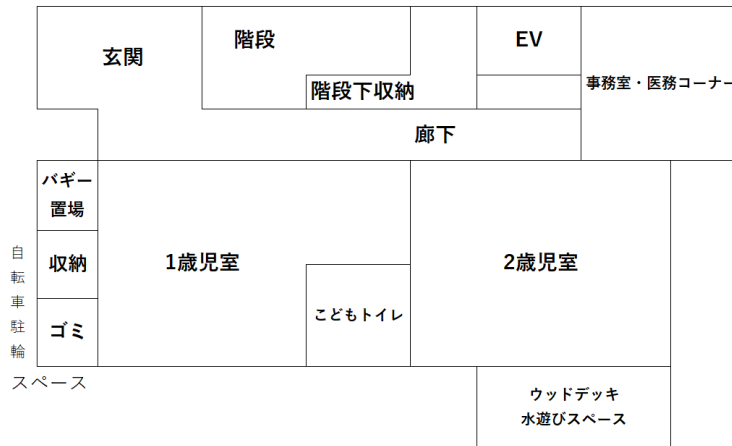 玄関
階段
EV
階段下収納
事務室・医務コーナー
廊下
バギー
置場
収納
ゴミ
自転車駐輪
スペース
1歳児室
こどもトイレ
2歳児室
ウッドデッキ
水遊びスペース